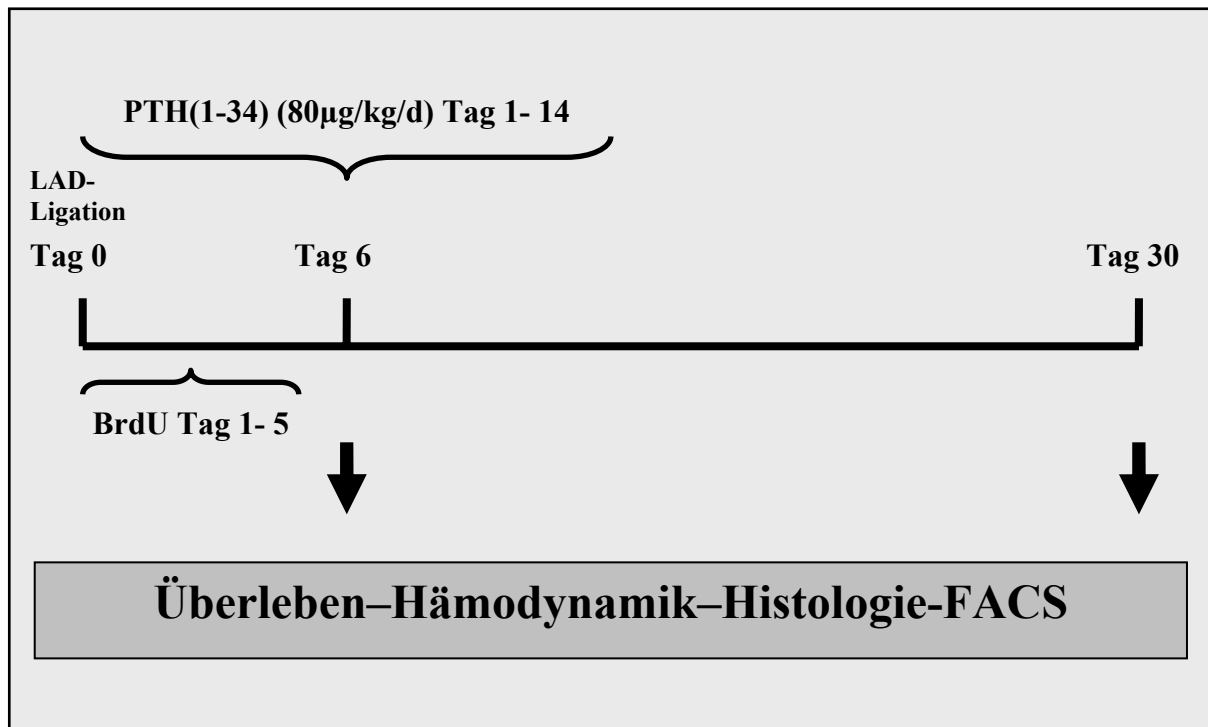 PTH(1-34) (80µg/kg/d) Tag 1- 14
LAD-
Ligation
Tag 0
Tag 6
Tag 30
BrdU Tag 1- 5
Überleben–Hämodynamik–Histologie-FACS